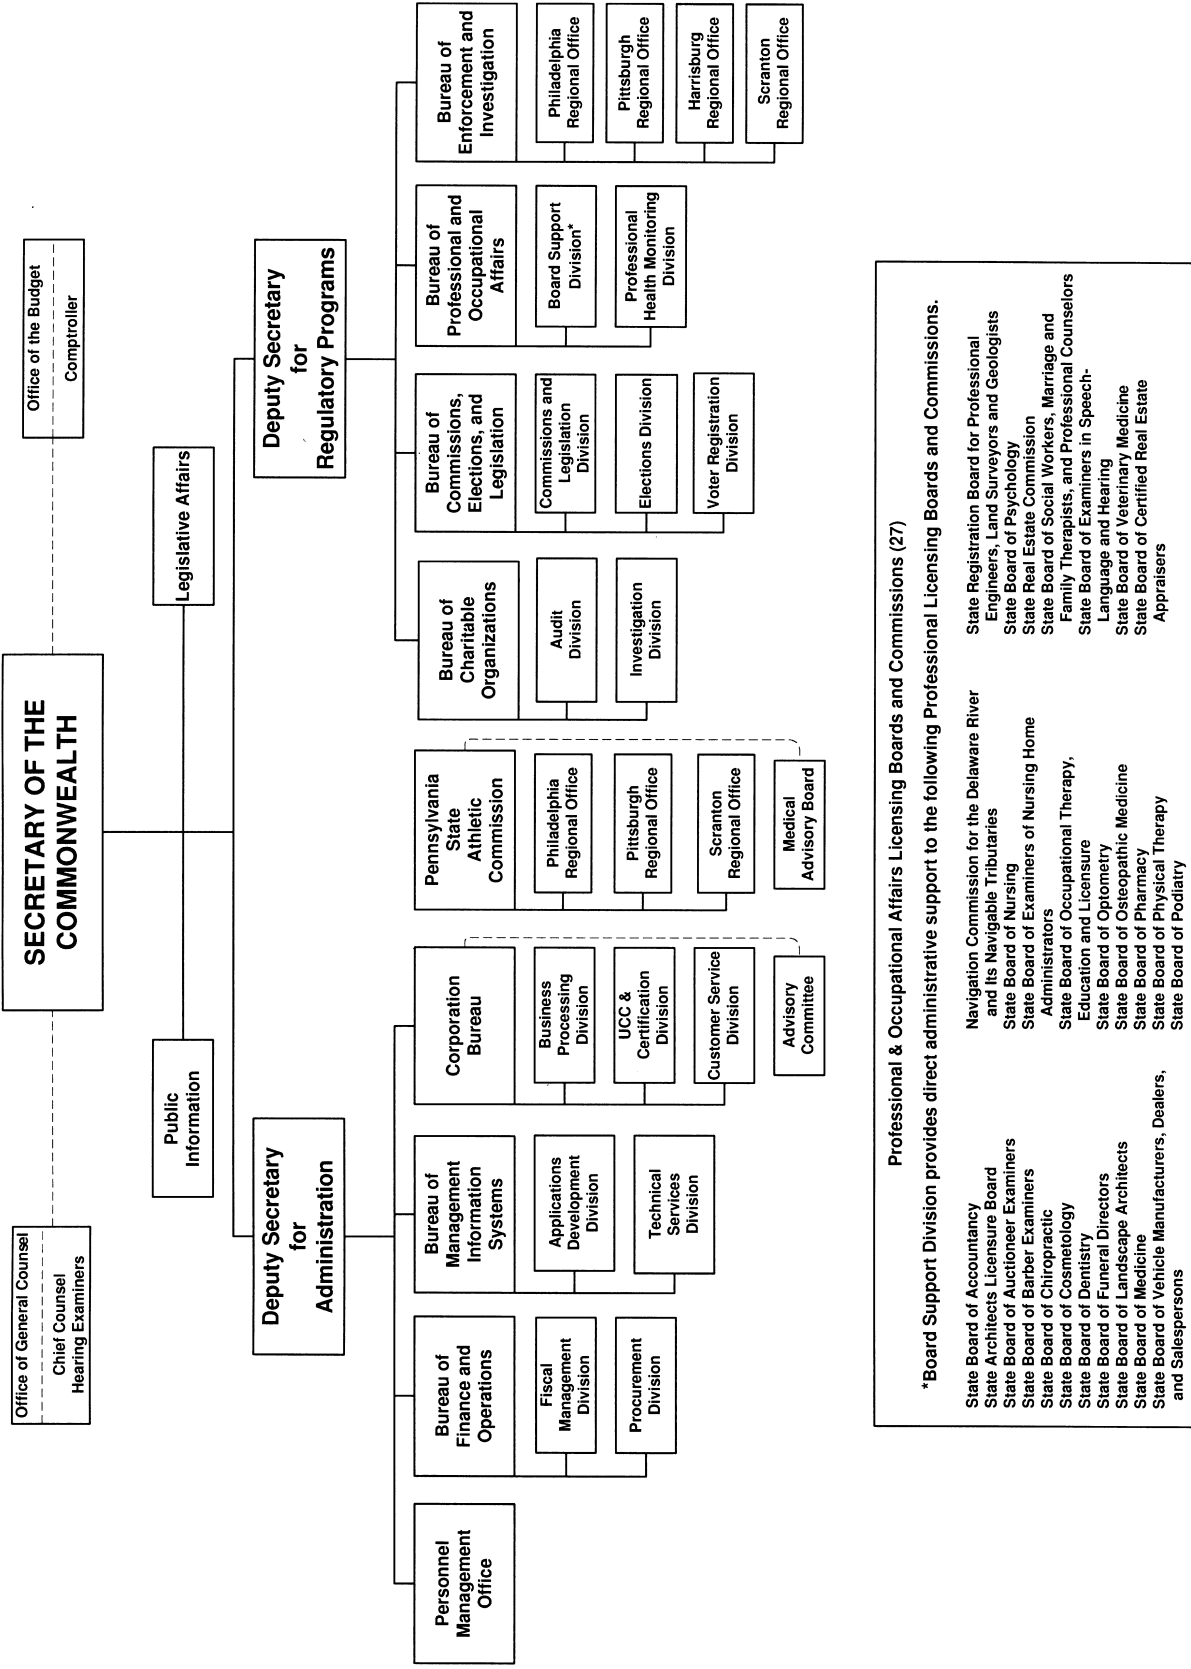 SECRETARY OF THE
COMMONWEALTH
Office of General Counsel
Chief Counsel
Hearing Examiners
Office of the Budget
Comptroller
Public
Information
Legislative Affairs
Deputy Secretary
for
Administration
Deputy Secretary
for
Regulatory Programs
Personnel
Management
Office
Bureau of
Finance and
Operations
Fiscal
Management
Division
Procurement
Division
Bureau of
Management
Information
Systems
Applications
Development
Division
Technical
Services
Division
Corporation
Bureau
Business
Processing
Division
UCC &
Certification
Division
Customer Service
Division
Advisory
Committee
Pennsylvania
State
Athletic
Commission
Philadelphia
Regional Office
Pittsburgh
Regional Office
Scranton
Regional Office
Medical
Advisory Board
Bureau of
Charitable
Organizations
Audit
Division
Investigation
Division
Bureau of
Commissions,
Elections, and
Legislation
Commissions and
Legislation
Division
Elections Division
Voter Registration
Division
Bureau of
Professional and
Occupational
Affairs
Board Support
Division*
Professional
Health Monitoring
Division
Bureau of
Enforcement and
Investigation
Philadelphia
Regional Office
Pittsburgh
Regional Office
Harrisburg
Regional Office
Scranton
Regional Office
Professional & Occupational Affairs Licensing Boards and Commissions (27)
*Board Support Division provides direct administrative support to the following Professional Licensing Boards and Commissions.
State Board of Accountancy
State Architects Licensure Board
State Board of Auctioneer Examiners
State Board of Barber Examiners
State Board of Chiropractic
State Board of Cosmetology
State Board of Dentistry
State Board of Funeral Directors
State Board of Landscape Architects
State Board of Medicine
State Board of Vehicle Manufacturers, Dealers,
and Salespersons
Navigation Commission for the Delaware River
and Its Navigable Tributaries
State Board of Nursing
State Board of Examiners of Nursing Home
Administrators
State Board of Occupational Therapy,
Education and Licensure
State Board of Optometry
State Board of Osteopathic Medicine
State Board of Pharmacy
State Board of Physical Therapy
State Board of Podiatry
State Registration Board for Professional
Engineers, Land Surveyors and Geologists
State Board of Psychology
State Real Estate Commission
State Board of Social Workers, Marriage and
Family Therapists, and Professional Counselors
State Board of Examiners in Speech-
Language and Hearing
State Board of Veterinary Medicine
State Board of Certified Real Estate
Appraisers